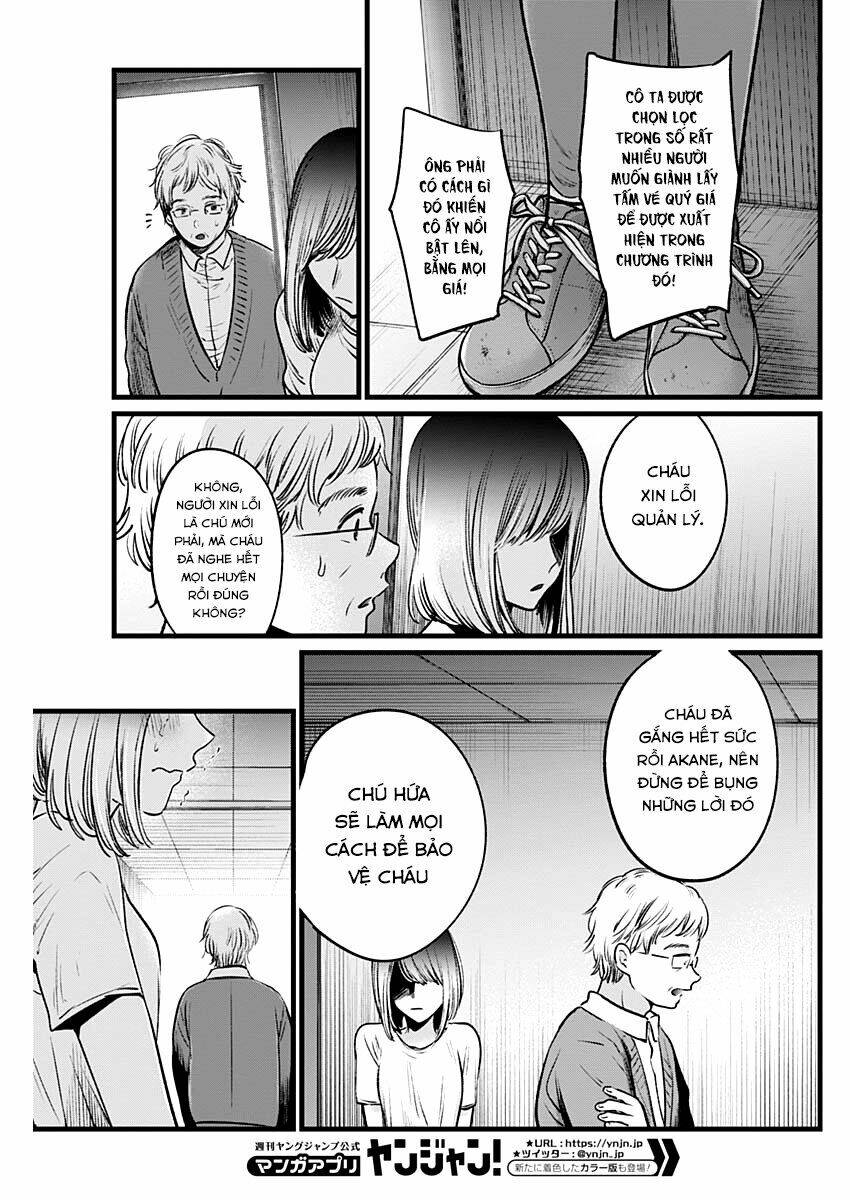 CÔ TA ĐƯỢC
CHỌN LỌC
TRONG SỐ RẤT
NHIỀU NGƯỜI
MUỐN GIÀNH LẤY
TẤM VÉ QUÝ GIÁ
ĐỂ ĐƯỢC XUẤT
HIỆN TRONG
CHƯƠNG TRÌNH
ĐÓ!
ÔNG PHẢI
CÓ CÁCH GÌ
ĐÓ KHIẾN
CÔ ẤY NỔI
BẬT LÊN,
BẰNG MỌI
GIÁ!
CHÁU
XIN LỖI
QUẢN LÝ.
KHÔNG,
NGƯỜI XIN LỖI
LÀ CHÚ MỚI
PHẢI, MÀ CHÁU
ĐÃ NGHE HẾT
MỌI CHUYỆN
RỒI ĐÚNG
KHÔNG?
CHÁU ĐÃ
GẮNG HẾT SỨC
RỒI AKANE, NÊN
ĐỪNG ĐỂ BỤNG
NHỮNG LỜI ĐÓ
CHÚ HỨA
SẼ LÀM MỌI
CÁCH ĐỂ BẢO
VỆ CHÁU
週刊ヤングジャンプ公式
マンガアプリ
ヤンジャン!
★URL：https://ynjn.jp/
★ツイッター：@ynjn_jp
新たに着色したカラー版も登場!